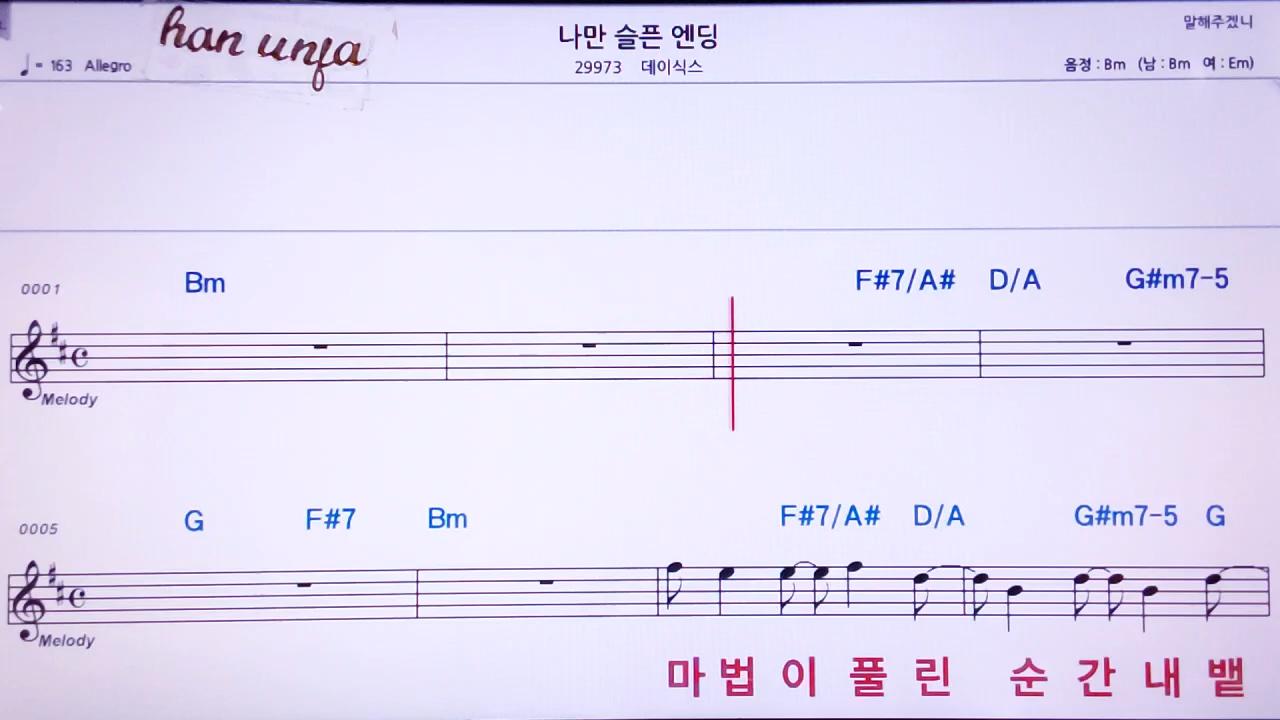 han unfa
나만 슬픈 엔딩
말해주겠니
♩= 163 Allegro
29973 데이식스
음정 : Bm (남 : Bm 여 : Em)
0001 Bm F#7/A# D/A G#m7-5
Melody
0005 G F#7 Bm F#7/A# D/A G#m7-5 G
Melody
마 법 이 풀 린 순 간 내 뱉